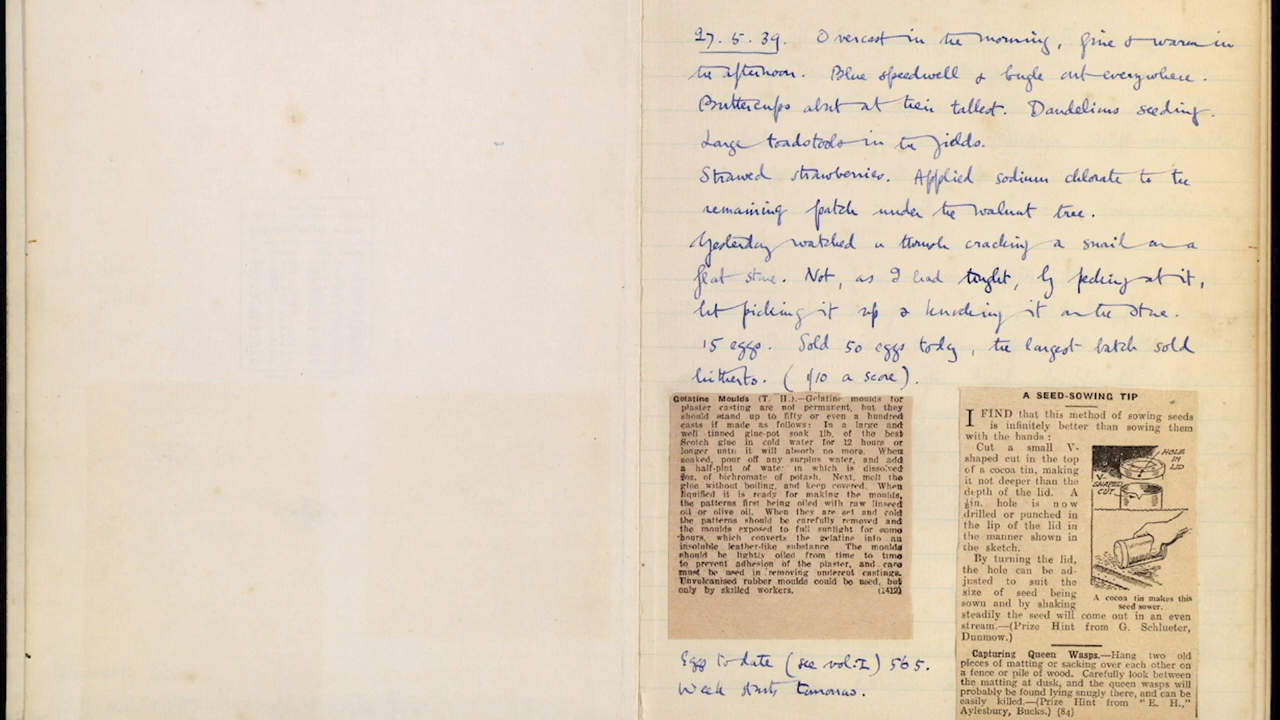 27. 5. 39. Overcast in the morning, fine & warm in
the afternoon. Blue speedwell & bugle out everywhere.
Buttercups about at their tallest. Dandelions seeding.
Large toadstools in the fields.
Strawed strawberries. Applied sodium chlorate to the
remaining patch under the walnut tree.
Yesterday watched a thrush cracking a snail on a
flat stone. Not, as I had thought, by pecking at it,
but picking it up & knocking it on the stone.
15 eggs. Sold 50 eggs today, the largest batch sold
hitherto. (1/10 a score).
Gelatine Moulds (T. H.).—Gelatine moulds for
plaster casting are not permanent, but they
should stand up to fifty or even a hundred
casts if made as follows: In a large and
well tinned glue-pot soak 1lb. of the best
Scotch glue in cold water for 12 hours or
longer until it will absorb no more. When
soaked, pour off any surplus water, and add
a half-pint of water in which is dissolved
oz. of bichromate of potash. Next, melt the
glue without boiling, and keep covered. When
liquified it is ready for making the moulds,
the patterns first being oiled with raw linseed
oil or olive oil. When they are set and cold
the patterns should be carefully removed and
the moulds exposed to full sunlight for some
hours, which converts the gelatine into an
insoluble leather-like substance. The moulds
should be lightly oiled from time to time
to prevent adhesion of the plaster, and care
must be used in removing undercut castings.
Unvulcanised rubber moulds could be used, but
only by skilled workers. (1412)
Eggs to date (see vol. I) 565.
Week starts tomorrow.
A SEED-SOWING TIP
I FIND that this method of sowing seeds
is infinitely better than sowing them
with the hands:
Cut a small V-
shaped cut in the top
of a cocoa tin, making
it not deeper than the
depth of the lid. A
in. hole is now
drilled or punched in
the lip of the lid in
the manner shown in
the sketch.
By turning the lid,
the hole can be ad-
justed to suit the
size of seed being
sown and by shaking
steadily the seed will come out in an even
stream.—(Prize Hint from G. Schlueter,
Dunmow.)
HOLE
IN
LID
V
SHAPED
CUT
A cocoa tin makes this
seed sower.
Capturing Queen Wasps.—Hang two old
pieces of matting or sacking over each other on
a fence or pile of wood. Carefully look between
the matting at dusk, and the queen wasps will
probably be found lying snugly there, and can be
easily killed.—(Prize Hint from "E. H.,"
Aylesbury, Bucks.) (84)